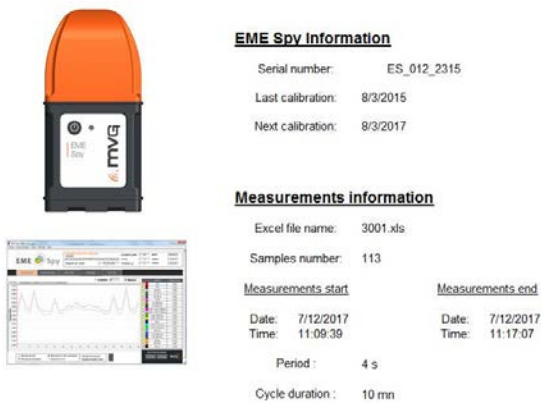 EME Spy Information
Serial number: ES_012_2315
Last calibration: 8/3/2015
Next calibration: 8/3/2017
EME
Spy
mvg
Measurements information
Excel file name: 3001.xls
Samples number: 113
Measurements start Measurements end
Date: 7/12/2017 Date: 7/12/2017
Time: 11:09:39 Time: 11:17:07
Period : 4 s
Cycle duration : 10 mn
EME Spy